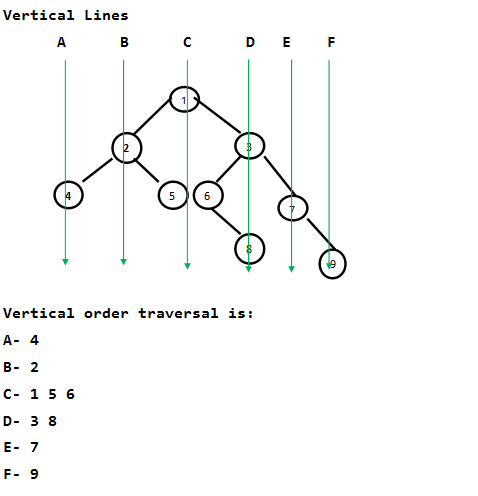 Vertical Lines
A B C D E F
1
2 3
4 5 6 7
8
9
Vertical order traversal is:
A- 4
B- 2
C- 1 5 6
D- 3 8
E- 7
F- 9